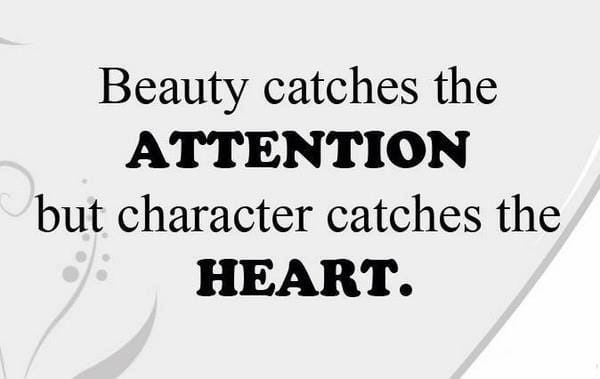 Beauty catches the
ATTENTION
but character catches the
HEART.